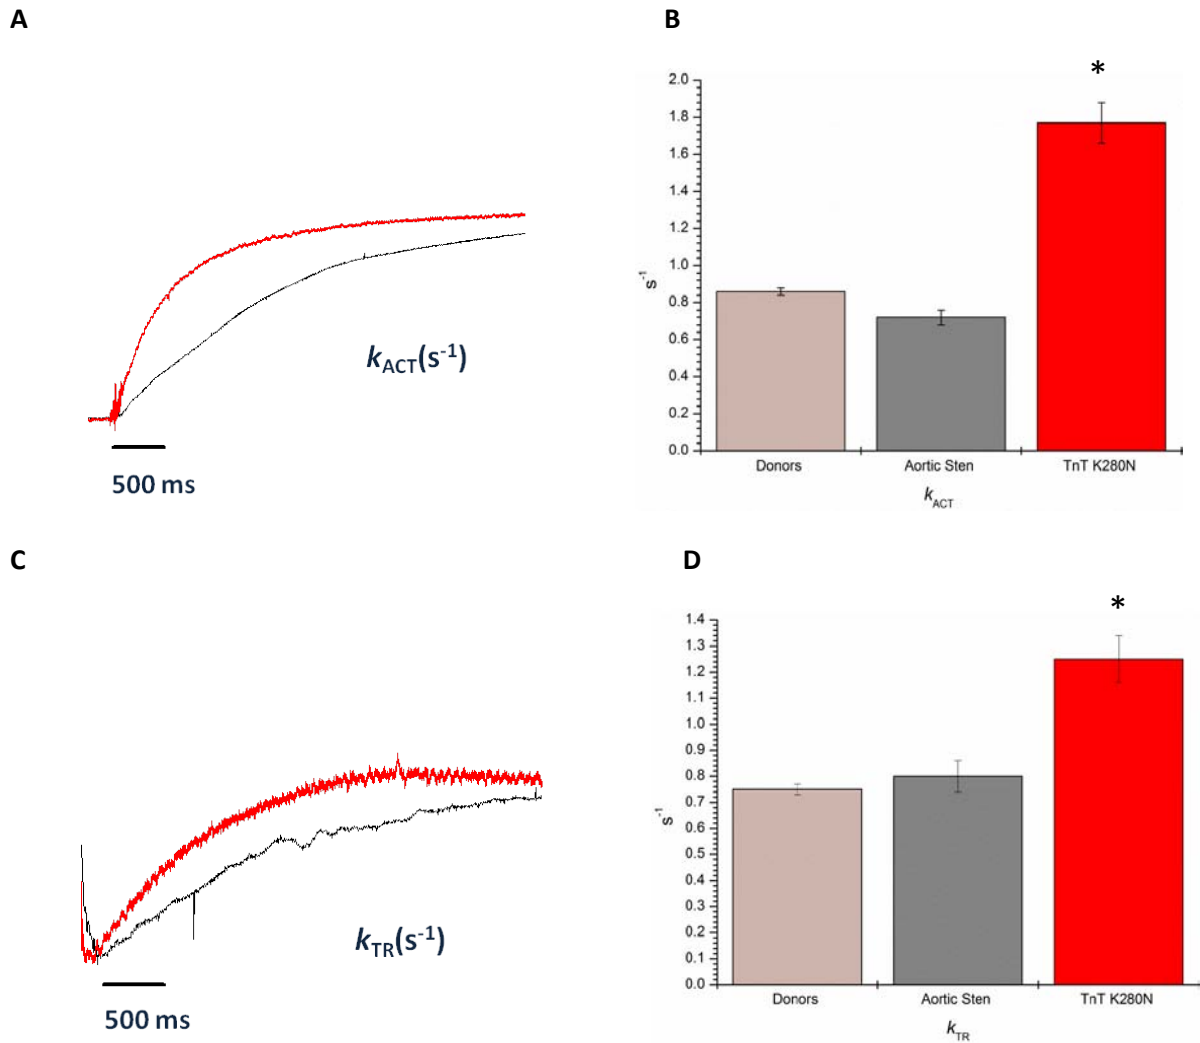 A
B
*
2.0
1.8
1.6
1.4
1.2
1.0
0.8
0.6
0.4
0.2
0.0
s⁻¹
Donors
Aortic Sten
TnT K280N
kACT
kACT(s⁻¹)
500 ms
C
D
*
1.4
1.3
1.2
1.1
1.0
0.9
0.8
0.7
0.6
0.5
0.4
0.3
0.2
0.1
0.0
s⁻¹
Donors
Aortic Sten
TnT K280N
kTR
kTR(s⁻¹)
500 ms